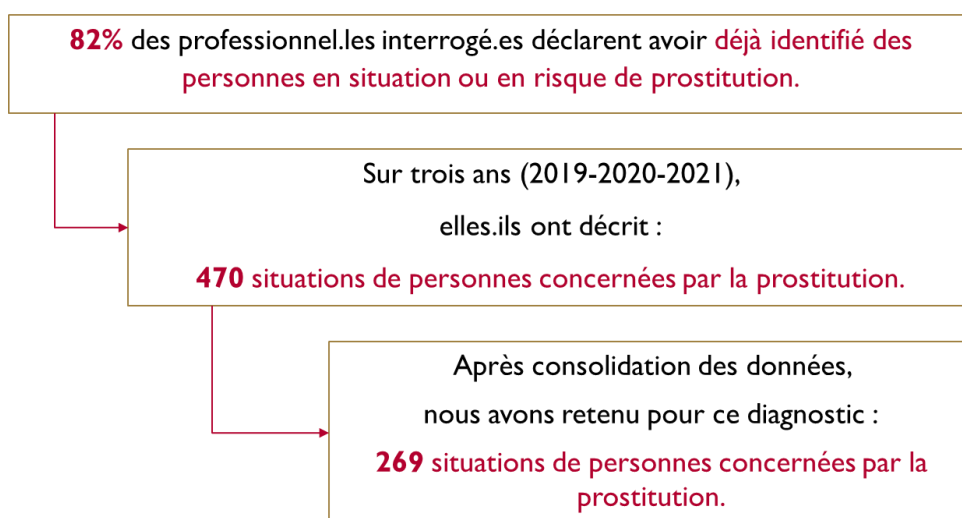 82% des professionnel.les interrogé.es déclarent avoir déjà identifié des
personnes en situation ou en risque de prostitution.
Sur trois ans (2019-2020-2021),
elles.ils ont décrit :
470 situations de personnes concernées par la prostitution.
Après consolidation des données,
nous avons retenu pour ce diagnostic :
269 situations de personnes concernées par la
prostitution.